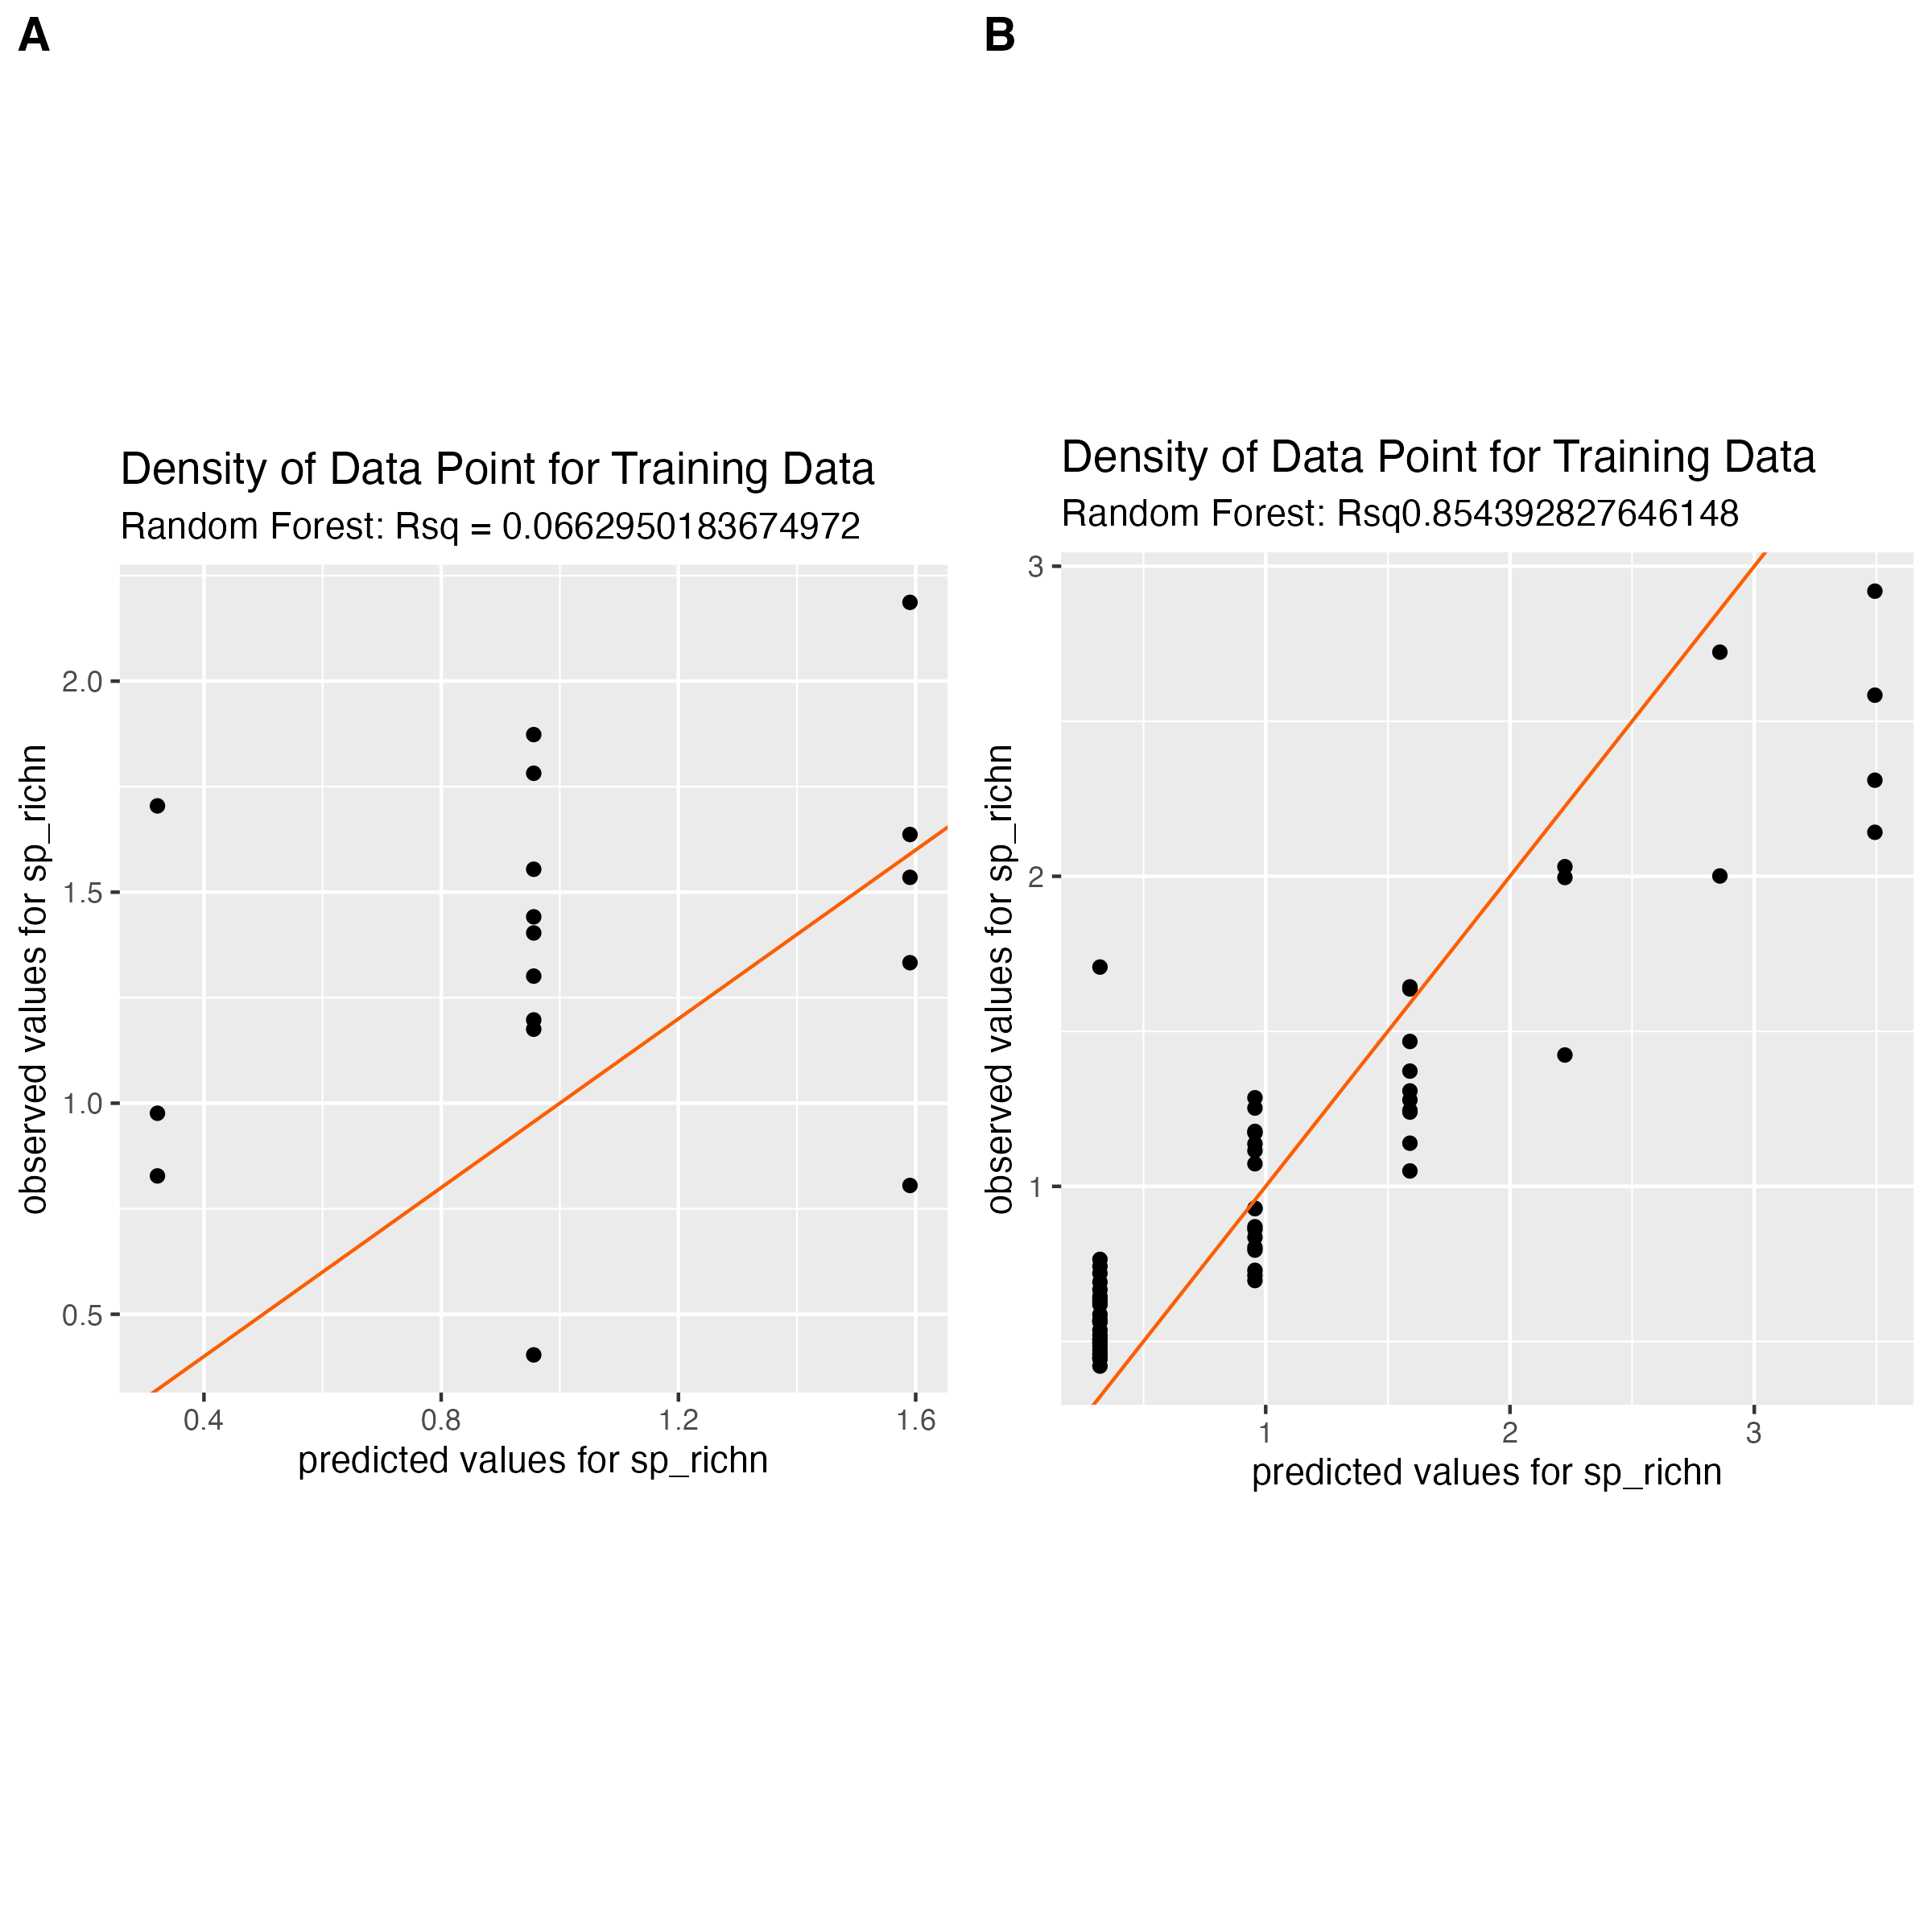 A
Density of Data Point for Training Data
Random Forest: Rsq = 0.0662950183674972
observed values for sp_richn
2.0
1.5
1.0
0.5
0.4
0.8
1.2
1.6
predicted values for sp_richn
B
Density of Data Point for Training Data
Random Forest: Rsq0.854392827646148
observed values for sp_richn
3
2
1
1
2
3
predicted values for sp_richn